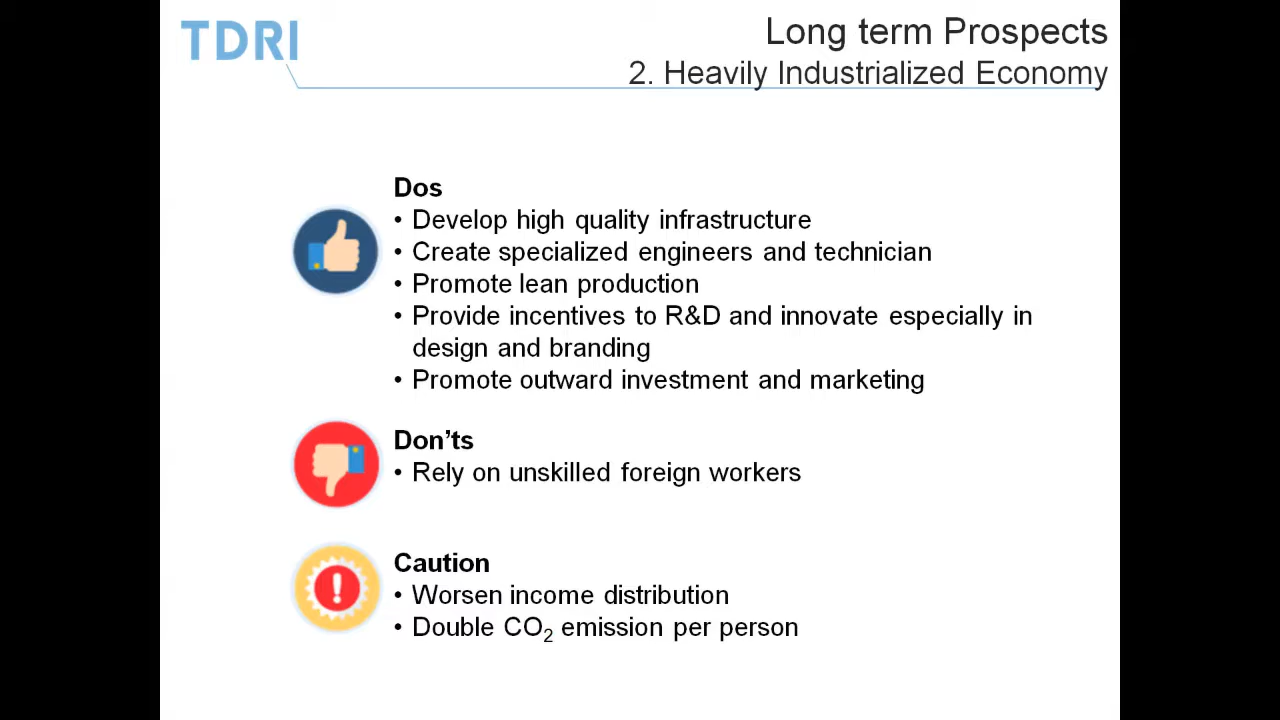 TDRI
Long term Prospects
2. Heavily Industrialized Economy
Dos
• Develop high quality infrastructure
• Create specialized engineers and technician
• Promote lean production
• Provide incentives to R&D and innovate especially in
design and branding
• Promote outward investment and marketing
Don’ts
• Rely on unskilled foreign workers
Caution
• Worsen income distribution
• Double CO₂ emission per person